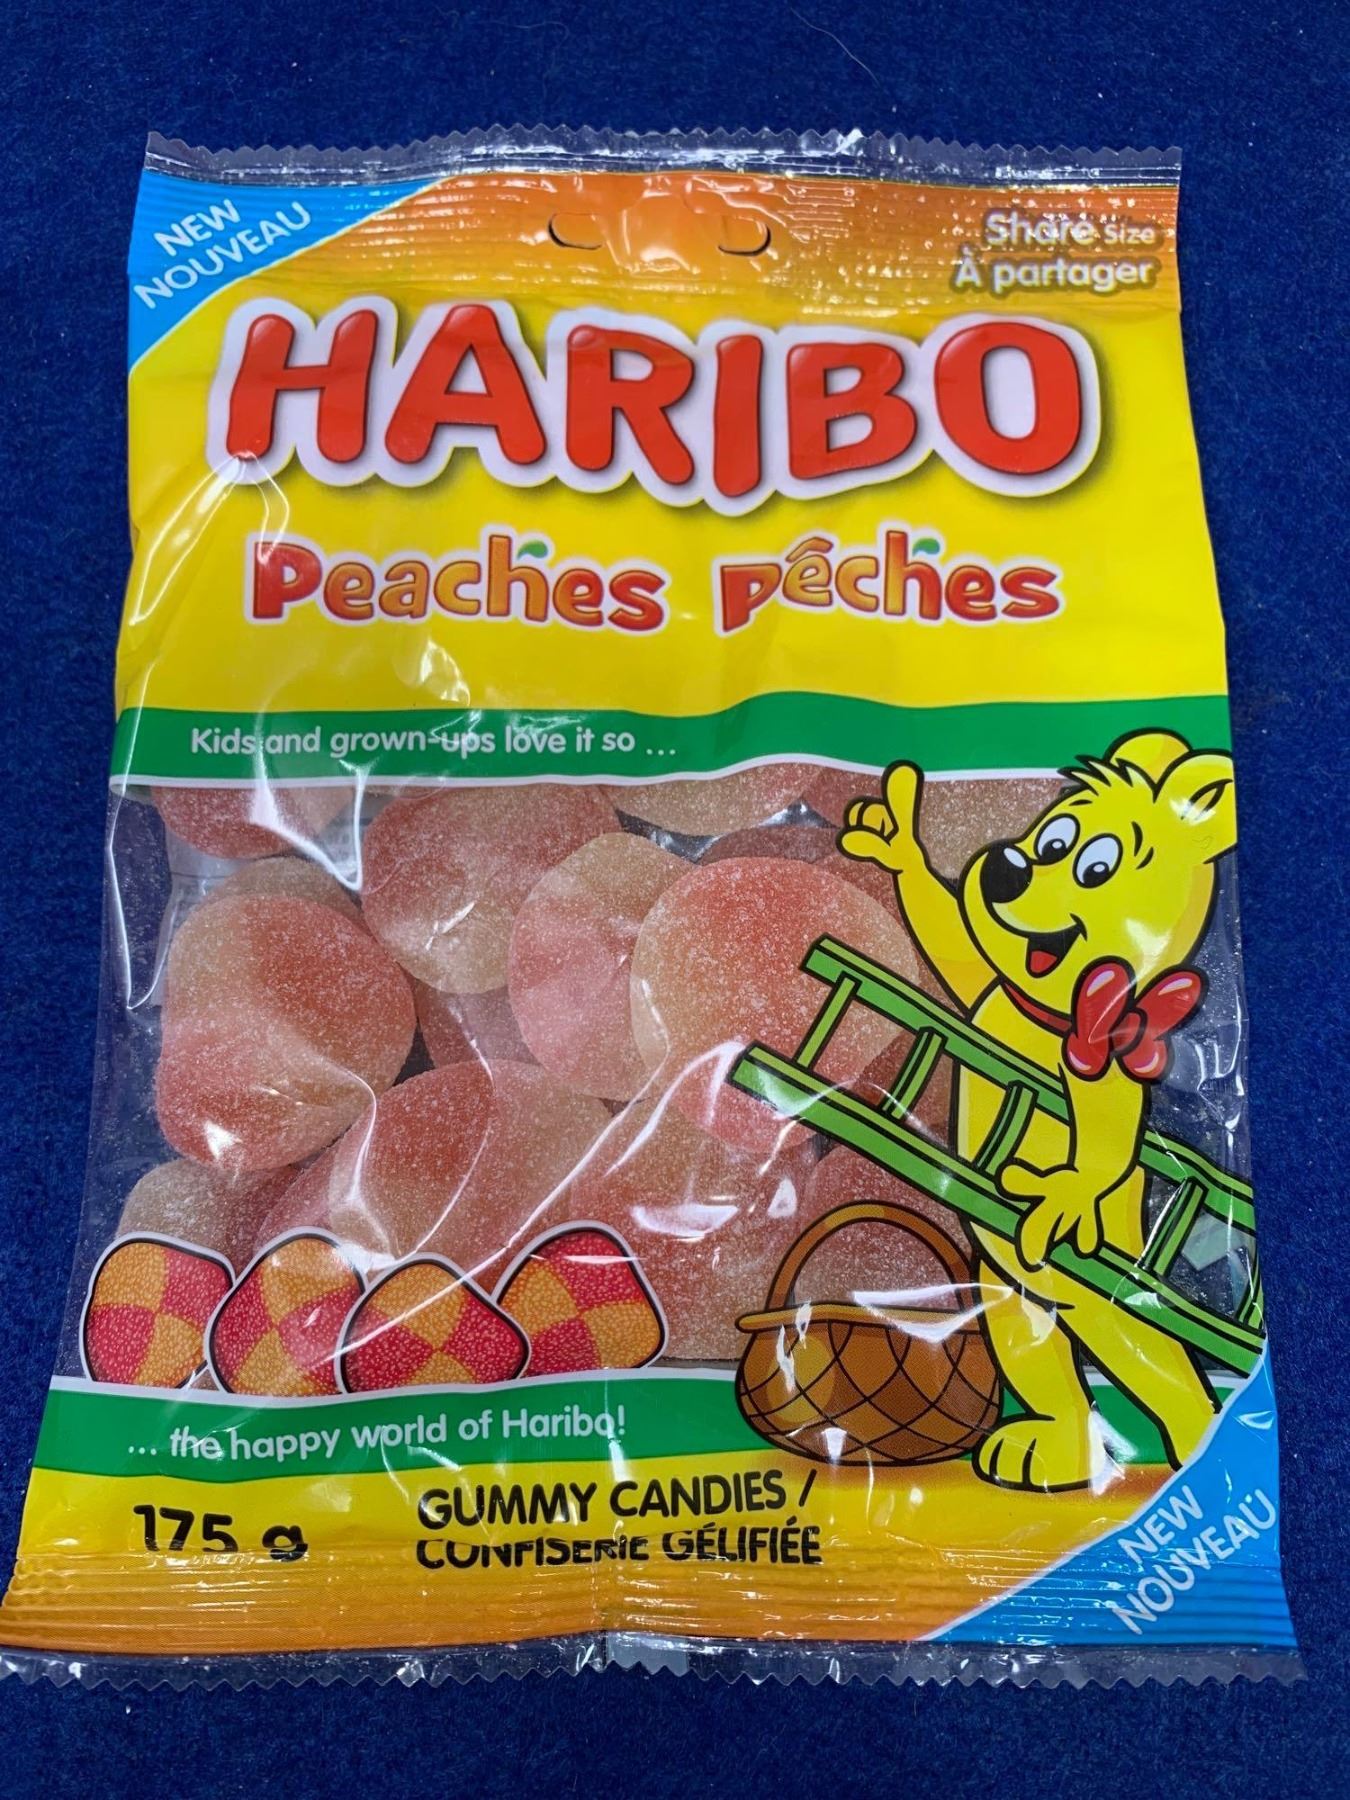 NEW
NOUVEAU
Share size
À partager
HARIBO
Peaches pêches
Kids and grown-ups love it so ...
... the happy world of Haribo!
175 g
GUMMY CANDIES /
CONFISERIE GÉLIFIÉE
NEW
NOUVEAU